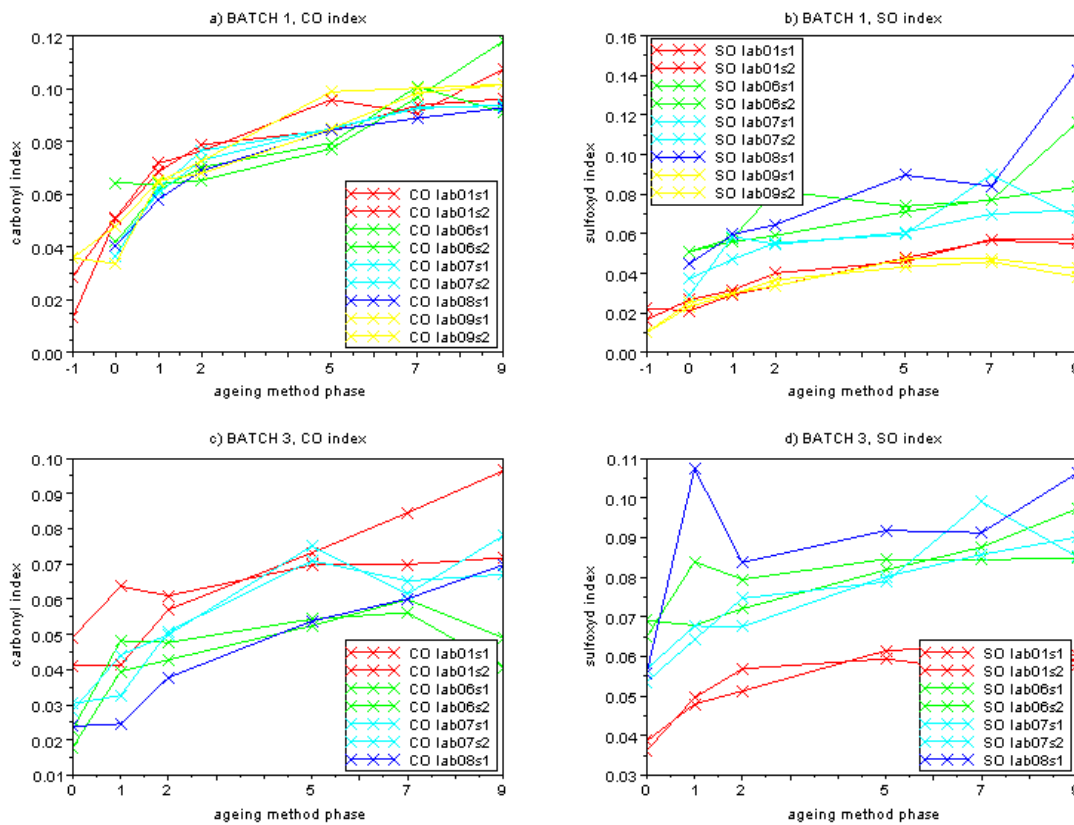 a) BATCH 1, CO index
carbonyl index
0.12
0.10
0.08
0.06
0.04
0.02
0.00
-1 0 1 2 5 7 9
ageing method phase
CO lab01s1
CO lab01s2
CO lab06s1
CO lab06s2
CO lab07s1
CO lab07s2
CO lab08s1
CO lab09s1
CO lab09s2
b) BATCH 1, SO index
sulfoxyd index
0.16
0.14
0.12
0.10
0.08
0.06
0.04
0.02
0.00
-1 0 1 2 5 7 9
ageing method phase
SO lab01s1
SO lab01s2
SO lab06s1
SO lab06s2
SO lab07s1
SO lab07s2
SO lab08s1
SO lab09s1
SO lab09s2
c) BATCH 3, CO index
carbonyl index
0.10
0.09
0.08
0.07
0.06
0.05
0.04
0.03
0.02
0.01
0 1 2 5 7 9
ageing method phase
CO lab01s1
CO lab01s2
CO lab06s1
CO lab06s2
CO lab07s1
CO lab07s2
CO lab08s1
d) BATCH 3, SO index
sulfoxyd index
0.11
0.10
0.09
0.08
0.07
0.06
0.05
0.04
0.03
0 1 2 5 7 9
ageing method phase
SO lab01s1
SO lab01s2
SO lab06s1
SO lab06s2
SO lab07s1
SO lab07s2
SO lab08s1